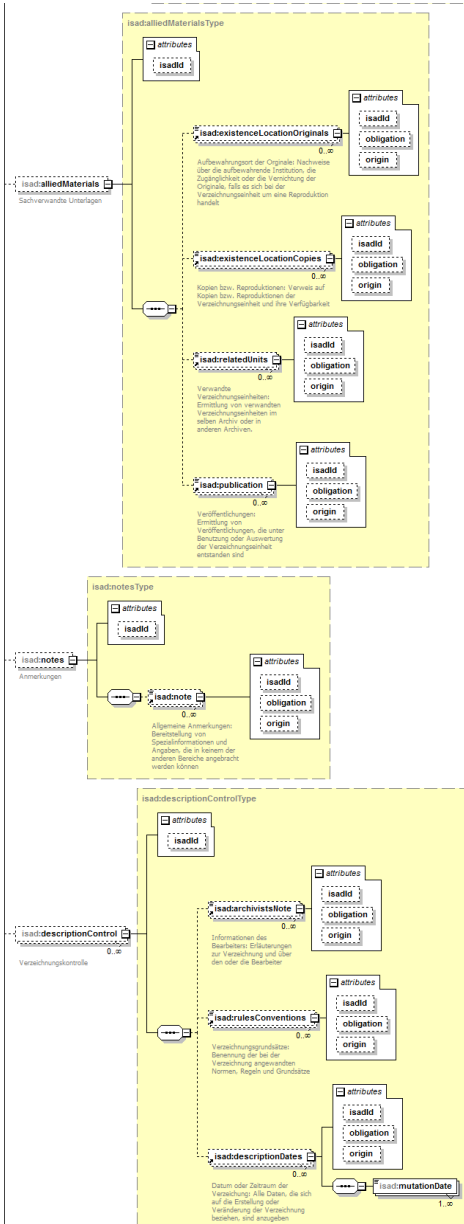 isad:alliedMaterialsType
attributes
isadId
isad:existenceLocationOriginals
0..∞
Aufbewahrungsort der Orginale: Nachweise
über die aufbewahrende Institution, die
Zugänglichkeit oder die Vernichtung der
Originale, falls es sich bei der
Verzeichnungseinheit um eine Reproduktion
handelt
attributes
isadId
obligation
origin
isad:alliedMaterials
Sachverwandte Unterlagen
isad:existenceLocationCopies
0..∞
Kopien bzw. Reproduktionen: Verweis auf
Kopien bzw. Reproduktionen der
Verzeichnungseinheit und ihre Verfügbarkeit
attributes
isadId
obligation
origin
isad:relatedUnits
0..∞
Verwandte
Verzeichnungseinheiten:
Ermittlung von verwandten
Verzeichnungseinheiten im
selben Archiv oder in
anderen Archiven.
attributes
isadId
obligation
origin
isad:publication
0..∞
Veröffentlichungen:
Ermittlung von
Veröffentlichungen, die unter
Benutzung oder Auswertung
der Verzeichnungseinheit
entstanden sind
attributes
isadId
obligation
origin
isad:notesType
attributes
isadId
isad:notes
Anmerkungen
isad:note
0..∞
Allgemeine Anmerkungen:
Bereitstellung von
Spezialinformationen und
Angaben, die in keinem der
anderen Bereiche angebracht
werden können
attributes
isadId
obligation
origin
isad:descriptionControlType
attributes
isadId
isad:descriptionControl
0..∞
Verzeichnungskontrolle
isad:archivistsNote
0..∞
Informationen des
Bearbeiters: Erläuterungen
zur Verzeichnung und über
den oder die Bearbeiter
attributes
isadId
obligation
origin
isad:rulesConventions
0..∞
Verzeichnungsgrundsätze:
Benennung der bei der
Verzeichnung angewandten
Normen, Regeln und Grundsätze
attributes
isadId
obligation
origin
isad:descriptionDates
0..∞
Datum oder Zeitraum der
Verzeichung: Alle Daten, die sich
auf die Erstellung oder
Veränderung der Verzeichnung
beziehen, sind anzugeben
attributes
isadId
obligation
origin
isad:mutationDate
1..∞